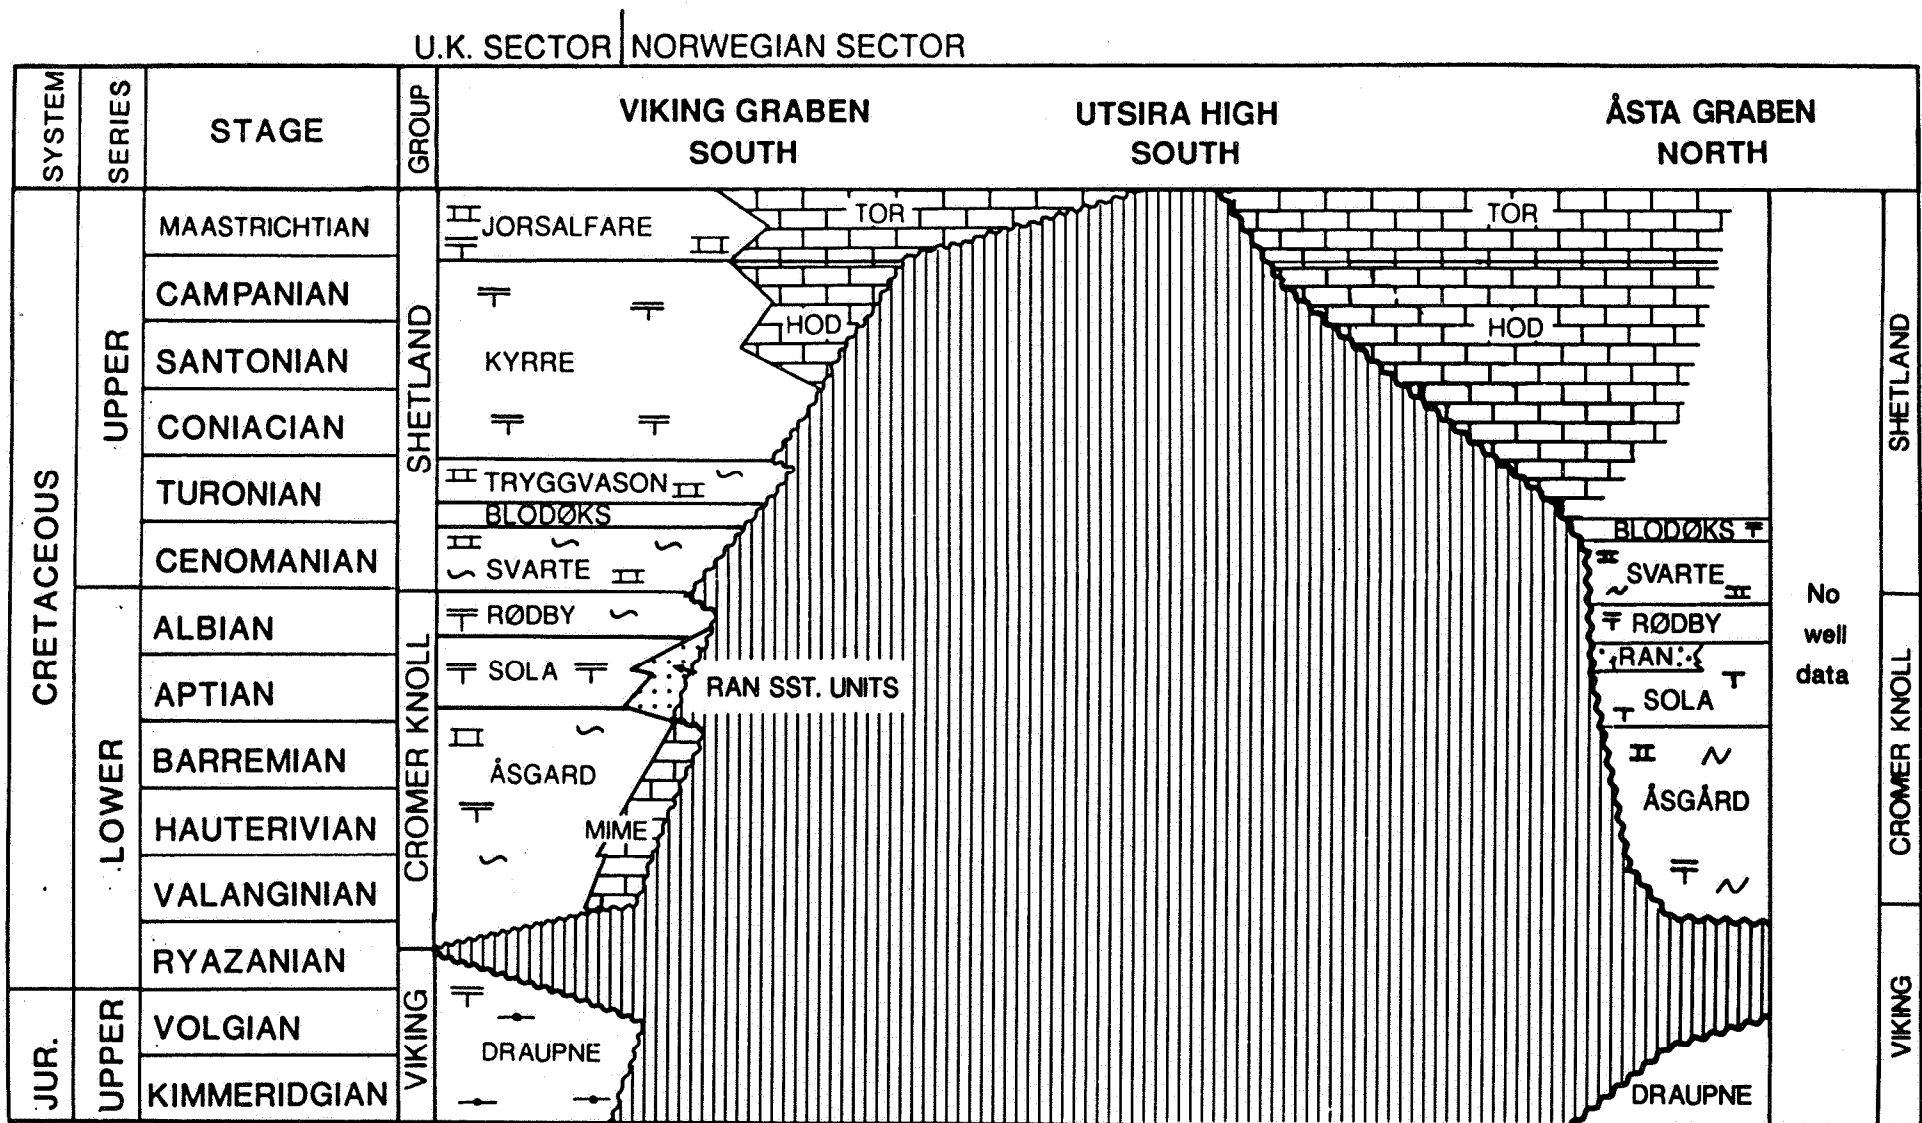 U.K. SECTOR NORWEGIAN SECTOR
SYSTEM
SERIES
STAGE
GROUP
VIKING GRABEN
SOUTH
UTSIRA HIGH
SOUTH
ÅSTA GRABEN
NORTH
CRETACEOUS
JUR.
UPPER
LOWER
UPPER
MAASTRICHTIAN
CAMPANIAN
SANTONIAN
CONIACIAN
TURONIAN
CENOMANIAN
ALBIAN
APTIAN
BARREMIAN
HAUTERIVIAN
VALANGINIAN
RYAZANIAN
VOLGIAN
KIMMERIDGIAN
SHETLAND
CROMER KNOLL
VIKING
JORSALFARE
TOR
KYRRE
HOD
TRYGGVASON
BLODØKS
SVARTE
RØDBY
SOLA
RAN SST. UNITS
ÅSGARD
MIME
DRAUPNE
TOR
HOD
BLODØKS
SVARTE
RØDBY
RAN
SOLA
ÅSGÅRD
DRAUPNE
No
well
data
SHETLAND
CROMER KNOLL
VIKING